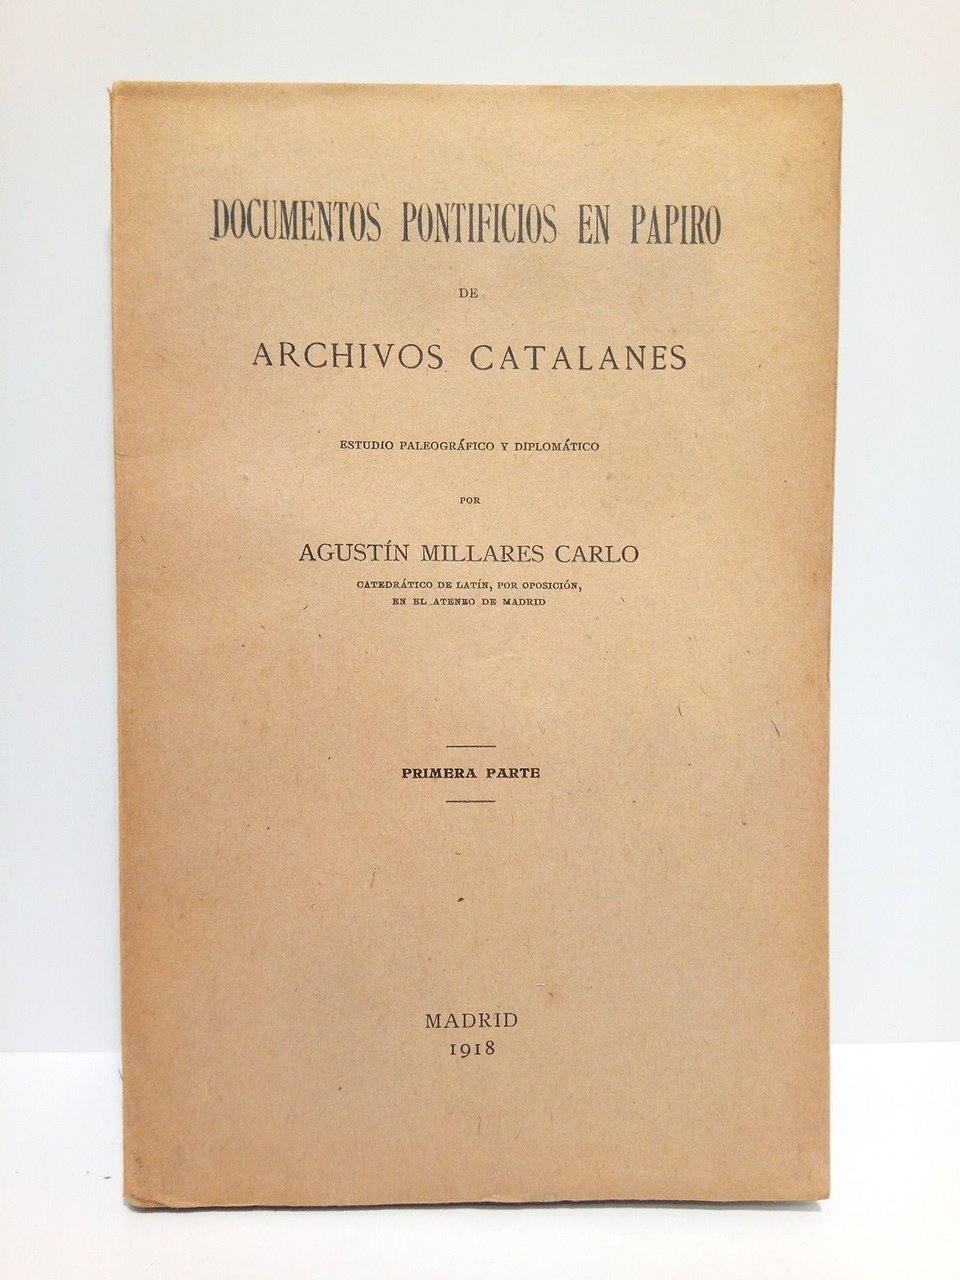 DOCUMENTOS PONTIFICIOS EN PAPIRO
DE
ARCHIVOS CATALANES
ESTUDIO PALEOGRÁFICO Y DIPLOMÁTICO
POR
AGUSTÍN MILLARES CARLO
CATEDRÁTICO DE LATÍN, POR OPOSICIÓN,
EN EL ATENEO DE MADRID
PRIMERA PARTE
MADRID
1918